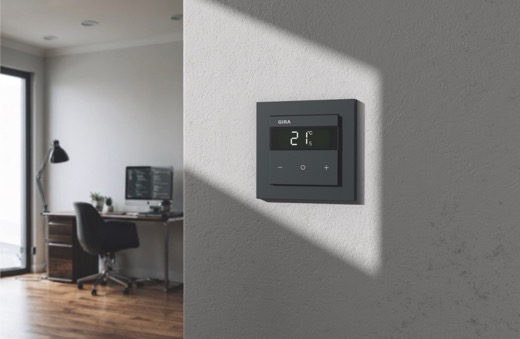 GIRA
21°C
− ○ +